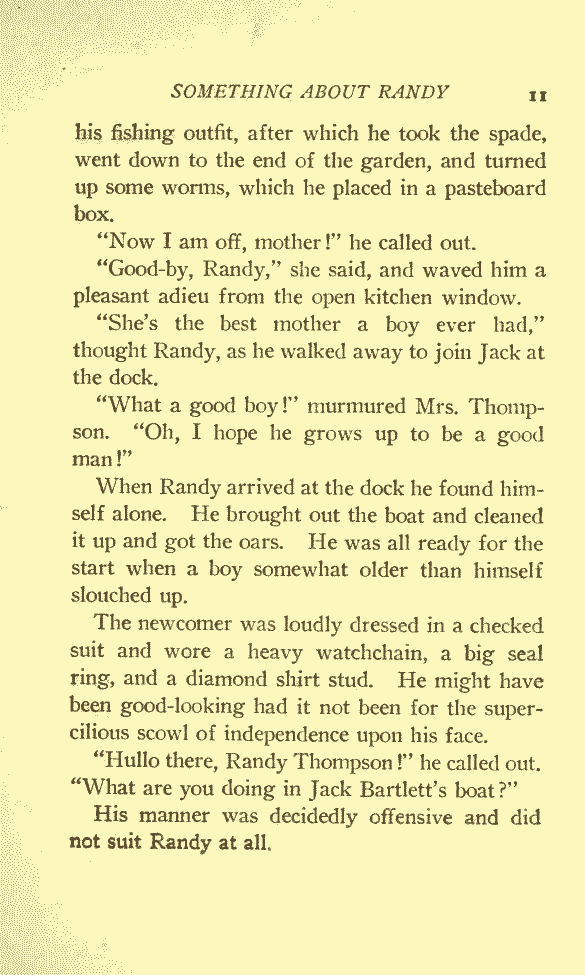 SOMETHING ABOUT RANDY 11
his fishing outfit, after which he took the spade,
went down to the end of the garden, and turned
up some worms, which he placed in a pasteboard
box.
"Now I am off, mother!" he called out.
"Good-by, Randy," she said, and waved him a
pleasant adieu from the open kitchen window.
"She's the best mother a boy ever had,"
thought Randy, as he walked away to join Jack at
the dock.
"What a good boy!" murmured Mrs. Thomp-
son. "Oh, I hope he grows up to be a good
man!"
When Randy arrived at the dock he found him-
self alone. He brought out the boat and cleaned
it up and got the oars. He was all ready for the
start when a boy somewhat older than himself
slouched up.
The newcomer was loudly dressed in a checked
suit and wore a heavy watchchain, a big seal
ring, and a diamond shirt stud. He might have
been good-looking had it not been for the super-
cilious scowl of independence upon his face.
"Hullo there, Randy Thompson!" he called out.
"What are you doing in Jack Bartlett's boat?"
His manner was decidedly offensive and did
not suit Randy at all.